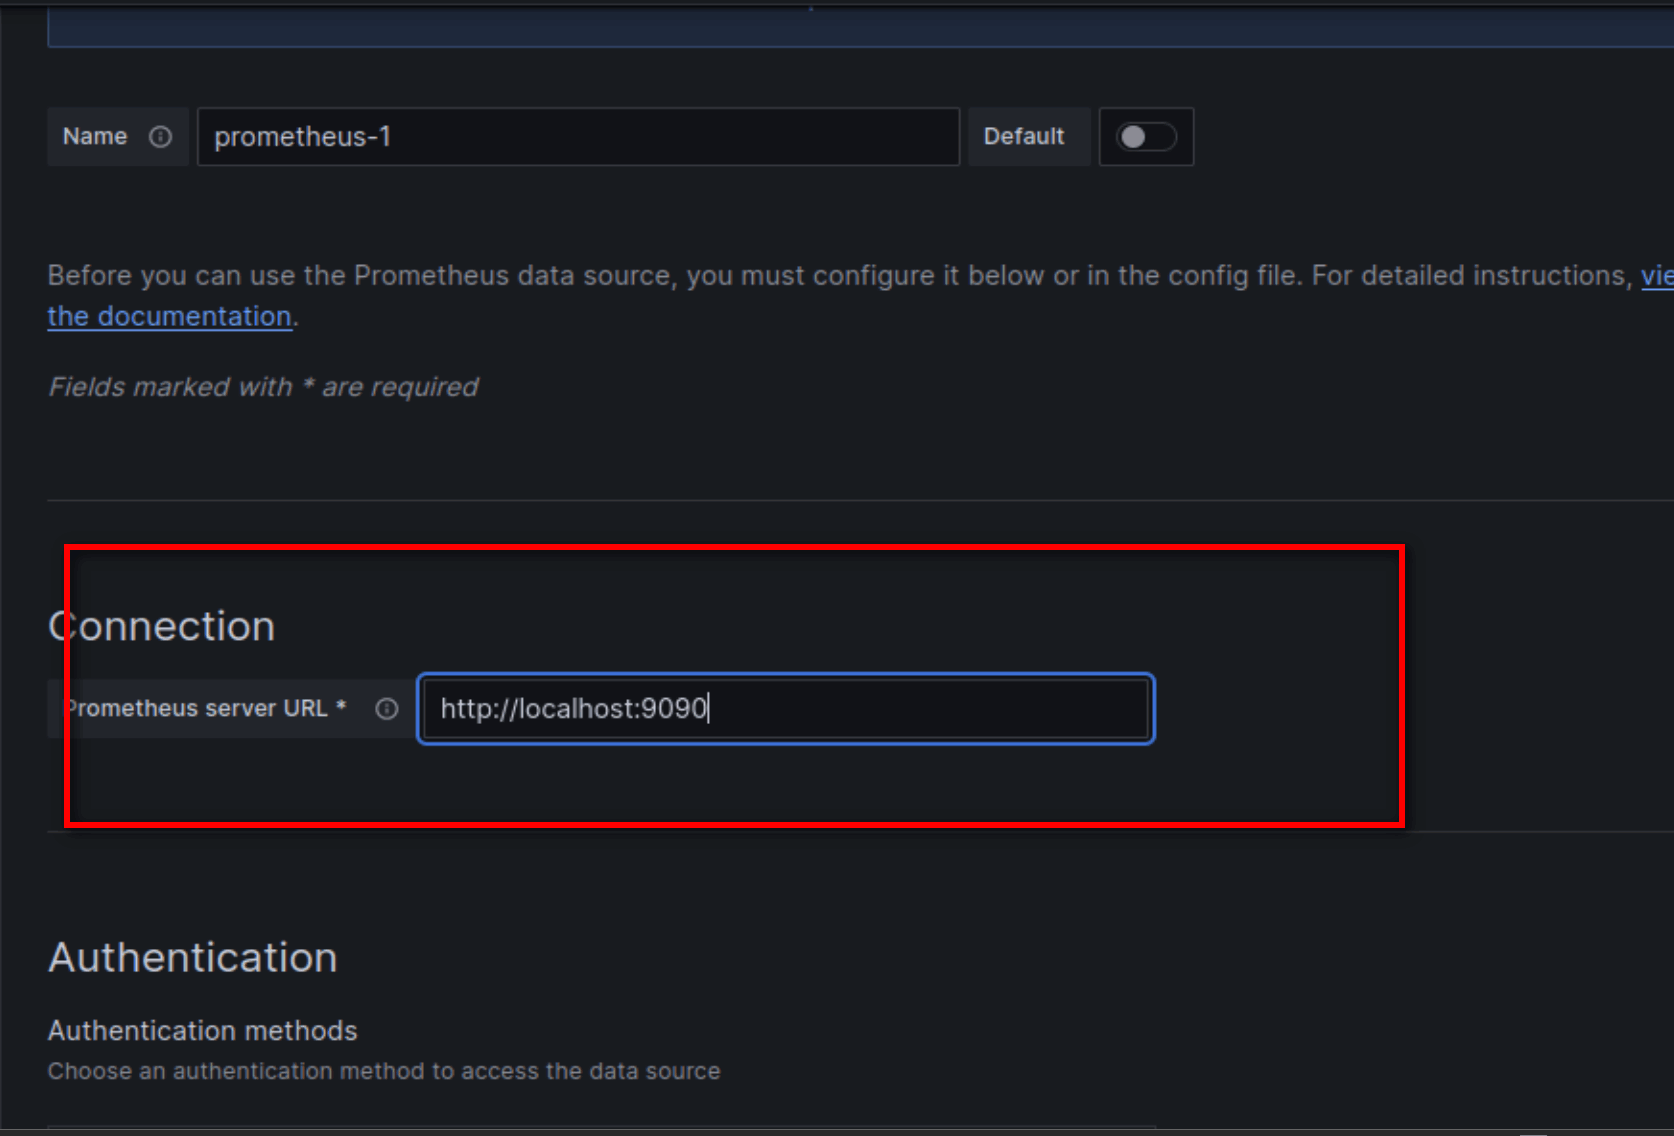 Name
prometheus-1
Default
Before you can use the Prometheus data source, you must configure it below or in the config file. For detailed instructions, vie
the documentation.
Fields marked with * are required
Connection
Prometheus server URL *
http://localhost:9090
Authentication
Authentication methods
Choose an authentication method to access the data source